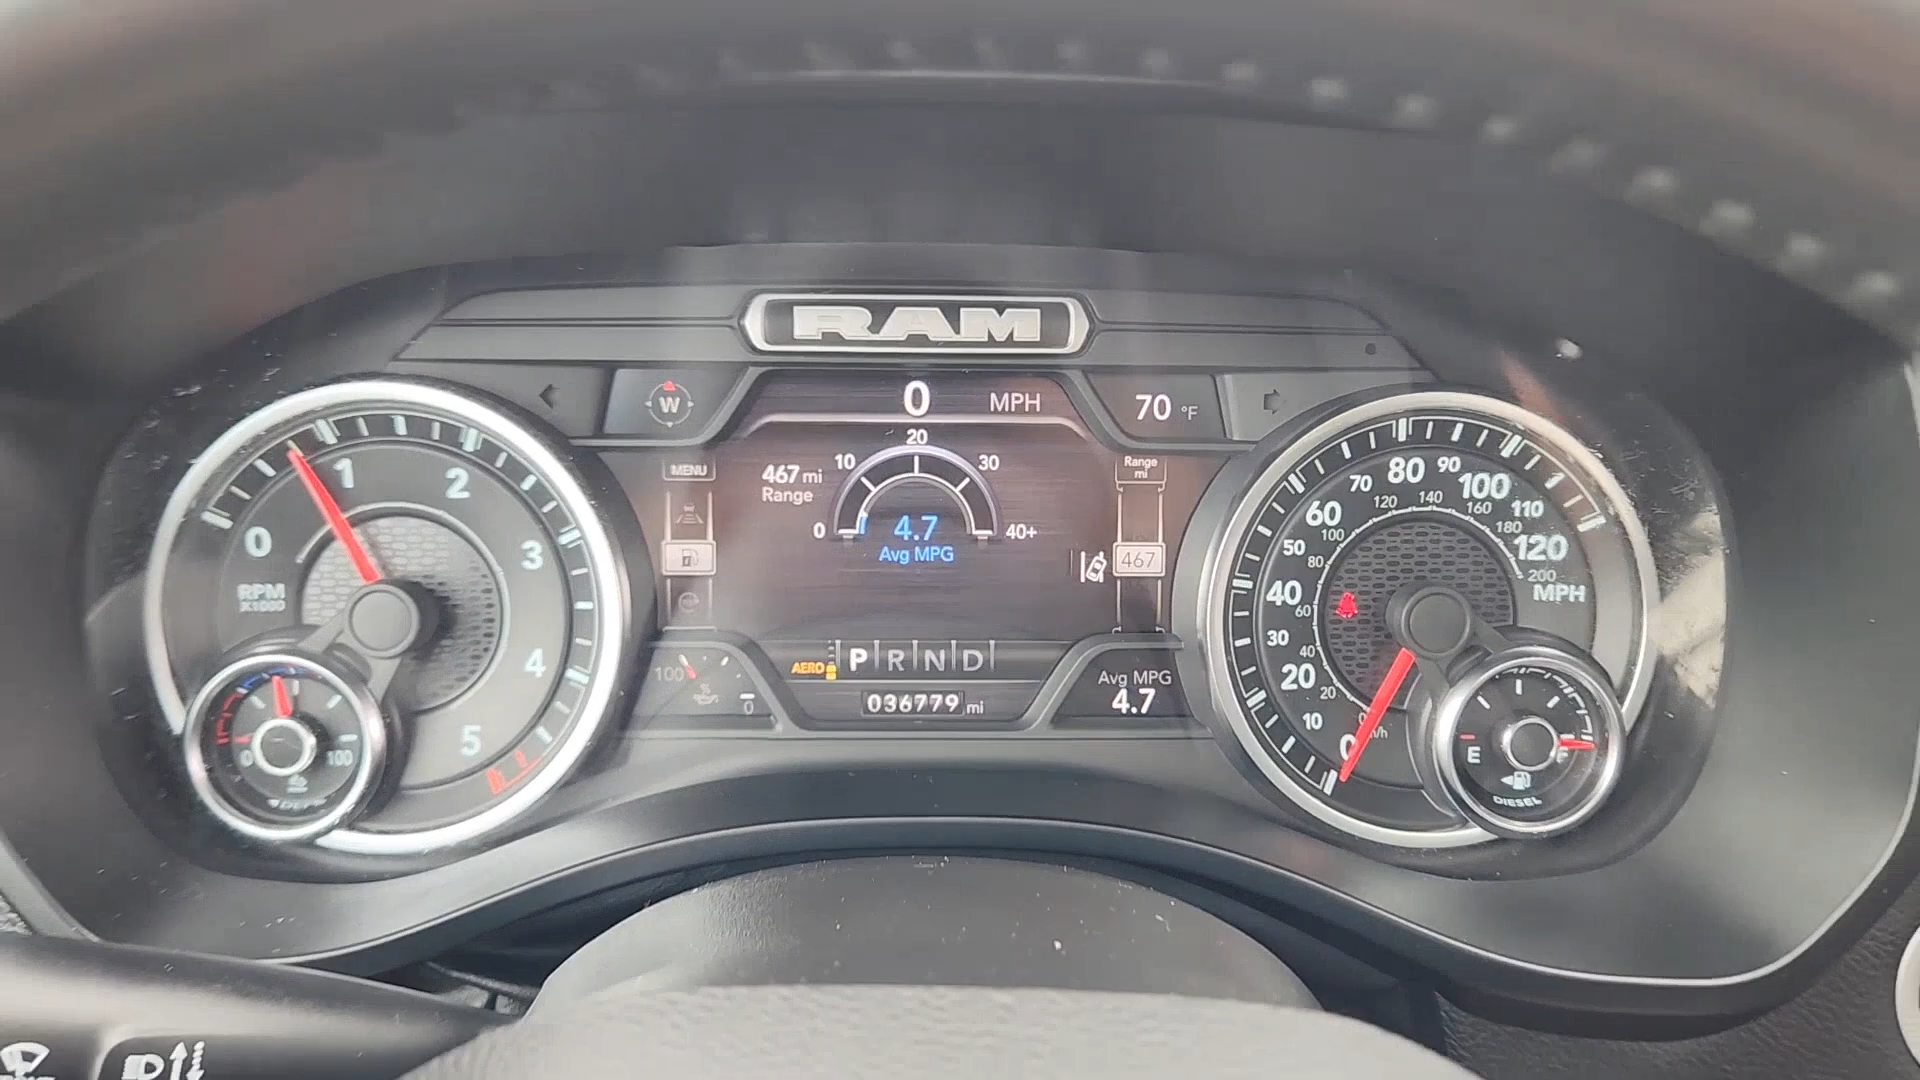 RAM
W
0 MPH
70 °F
MENU
467 mi
Range
0 10 20 30 40+
4.7
Avg MPG
Range
mi
467
AERO
P R N D
036779 mi
100
0
Avg MPG
4.7
0 1 2 3 4 5
RPM
X1000
0 100
0 10 20 30 40 50 60 70 80 90 100 110 120
MPH
20 40 60 80 100 120 140 160 180 200
E F
DIESEL